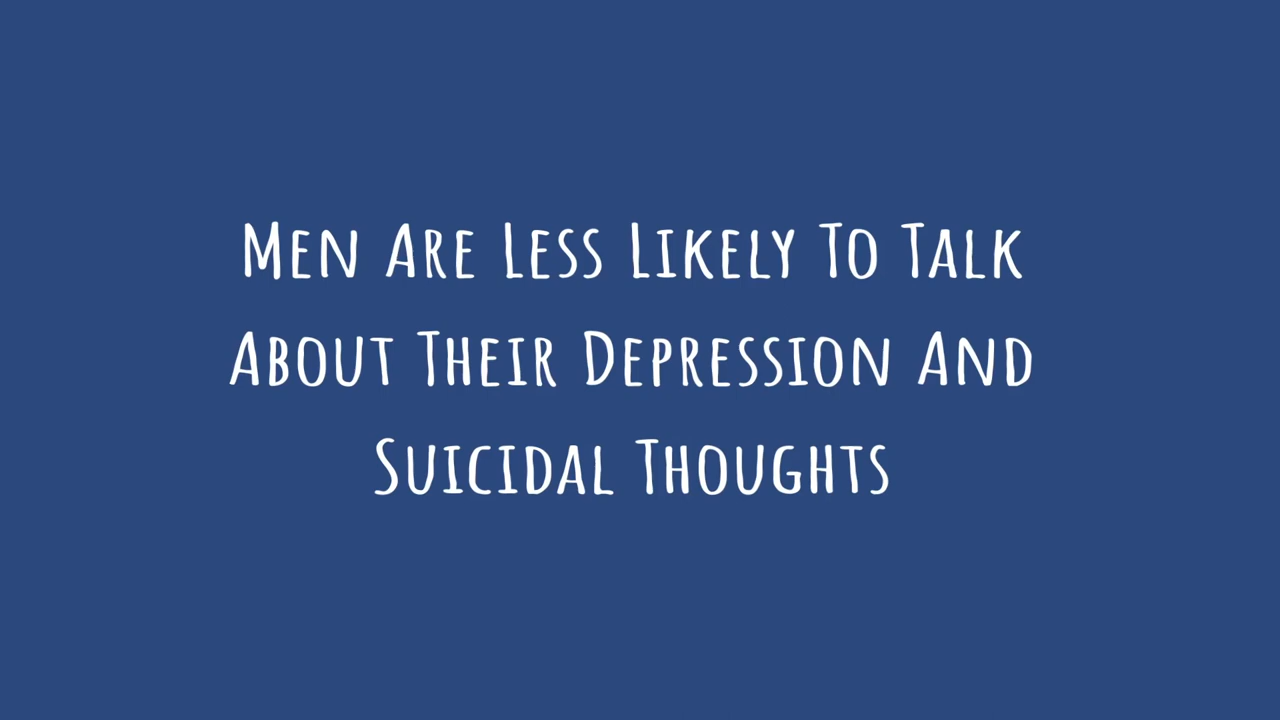 Men Are Less Likely To Talk
About Their Depression And
Suicidal Thoughts